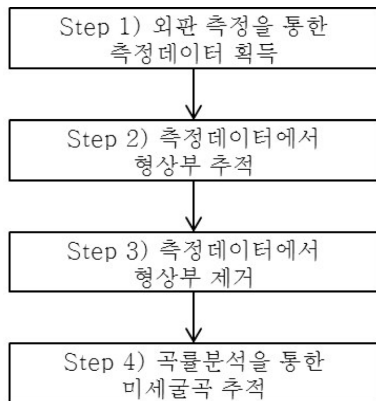 Step 1) 외판 측정을 통한
측정데이터 획득
Step 2) 측정데이터에서
형상부 추적
Step 3) 측정데이터에서
형상부 제거
Step 4) 곡률분석을 통한
미세굴곡 추적